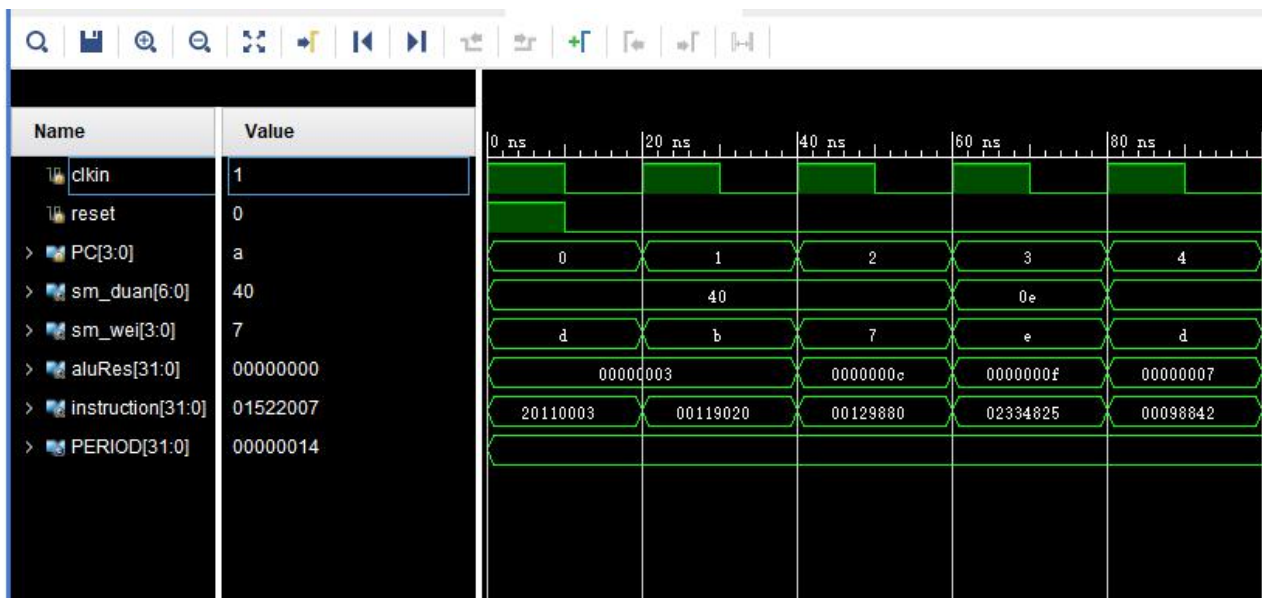 Name Value
0 ns 20 ns 40 ns 60 ns 80 ns
clkin 1
reset 0
PC[3:0] a 0 1 2 3 4
sm_duan[6:0] 40 40 0e
sm_wei[3:0] 7 d b 7 e d
aluRes[31:0] 00000000 00000003 0000000c 0000000f 00000007
instruction[31:0] 01522007 20110003 00119020 00129880 02334825 00098842
PERIOD[31:0] 00000014